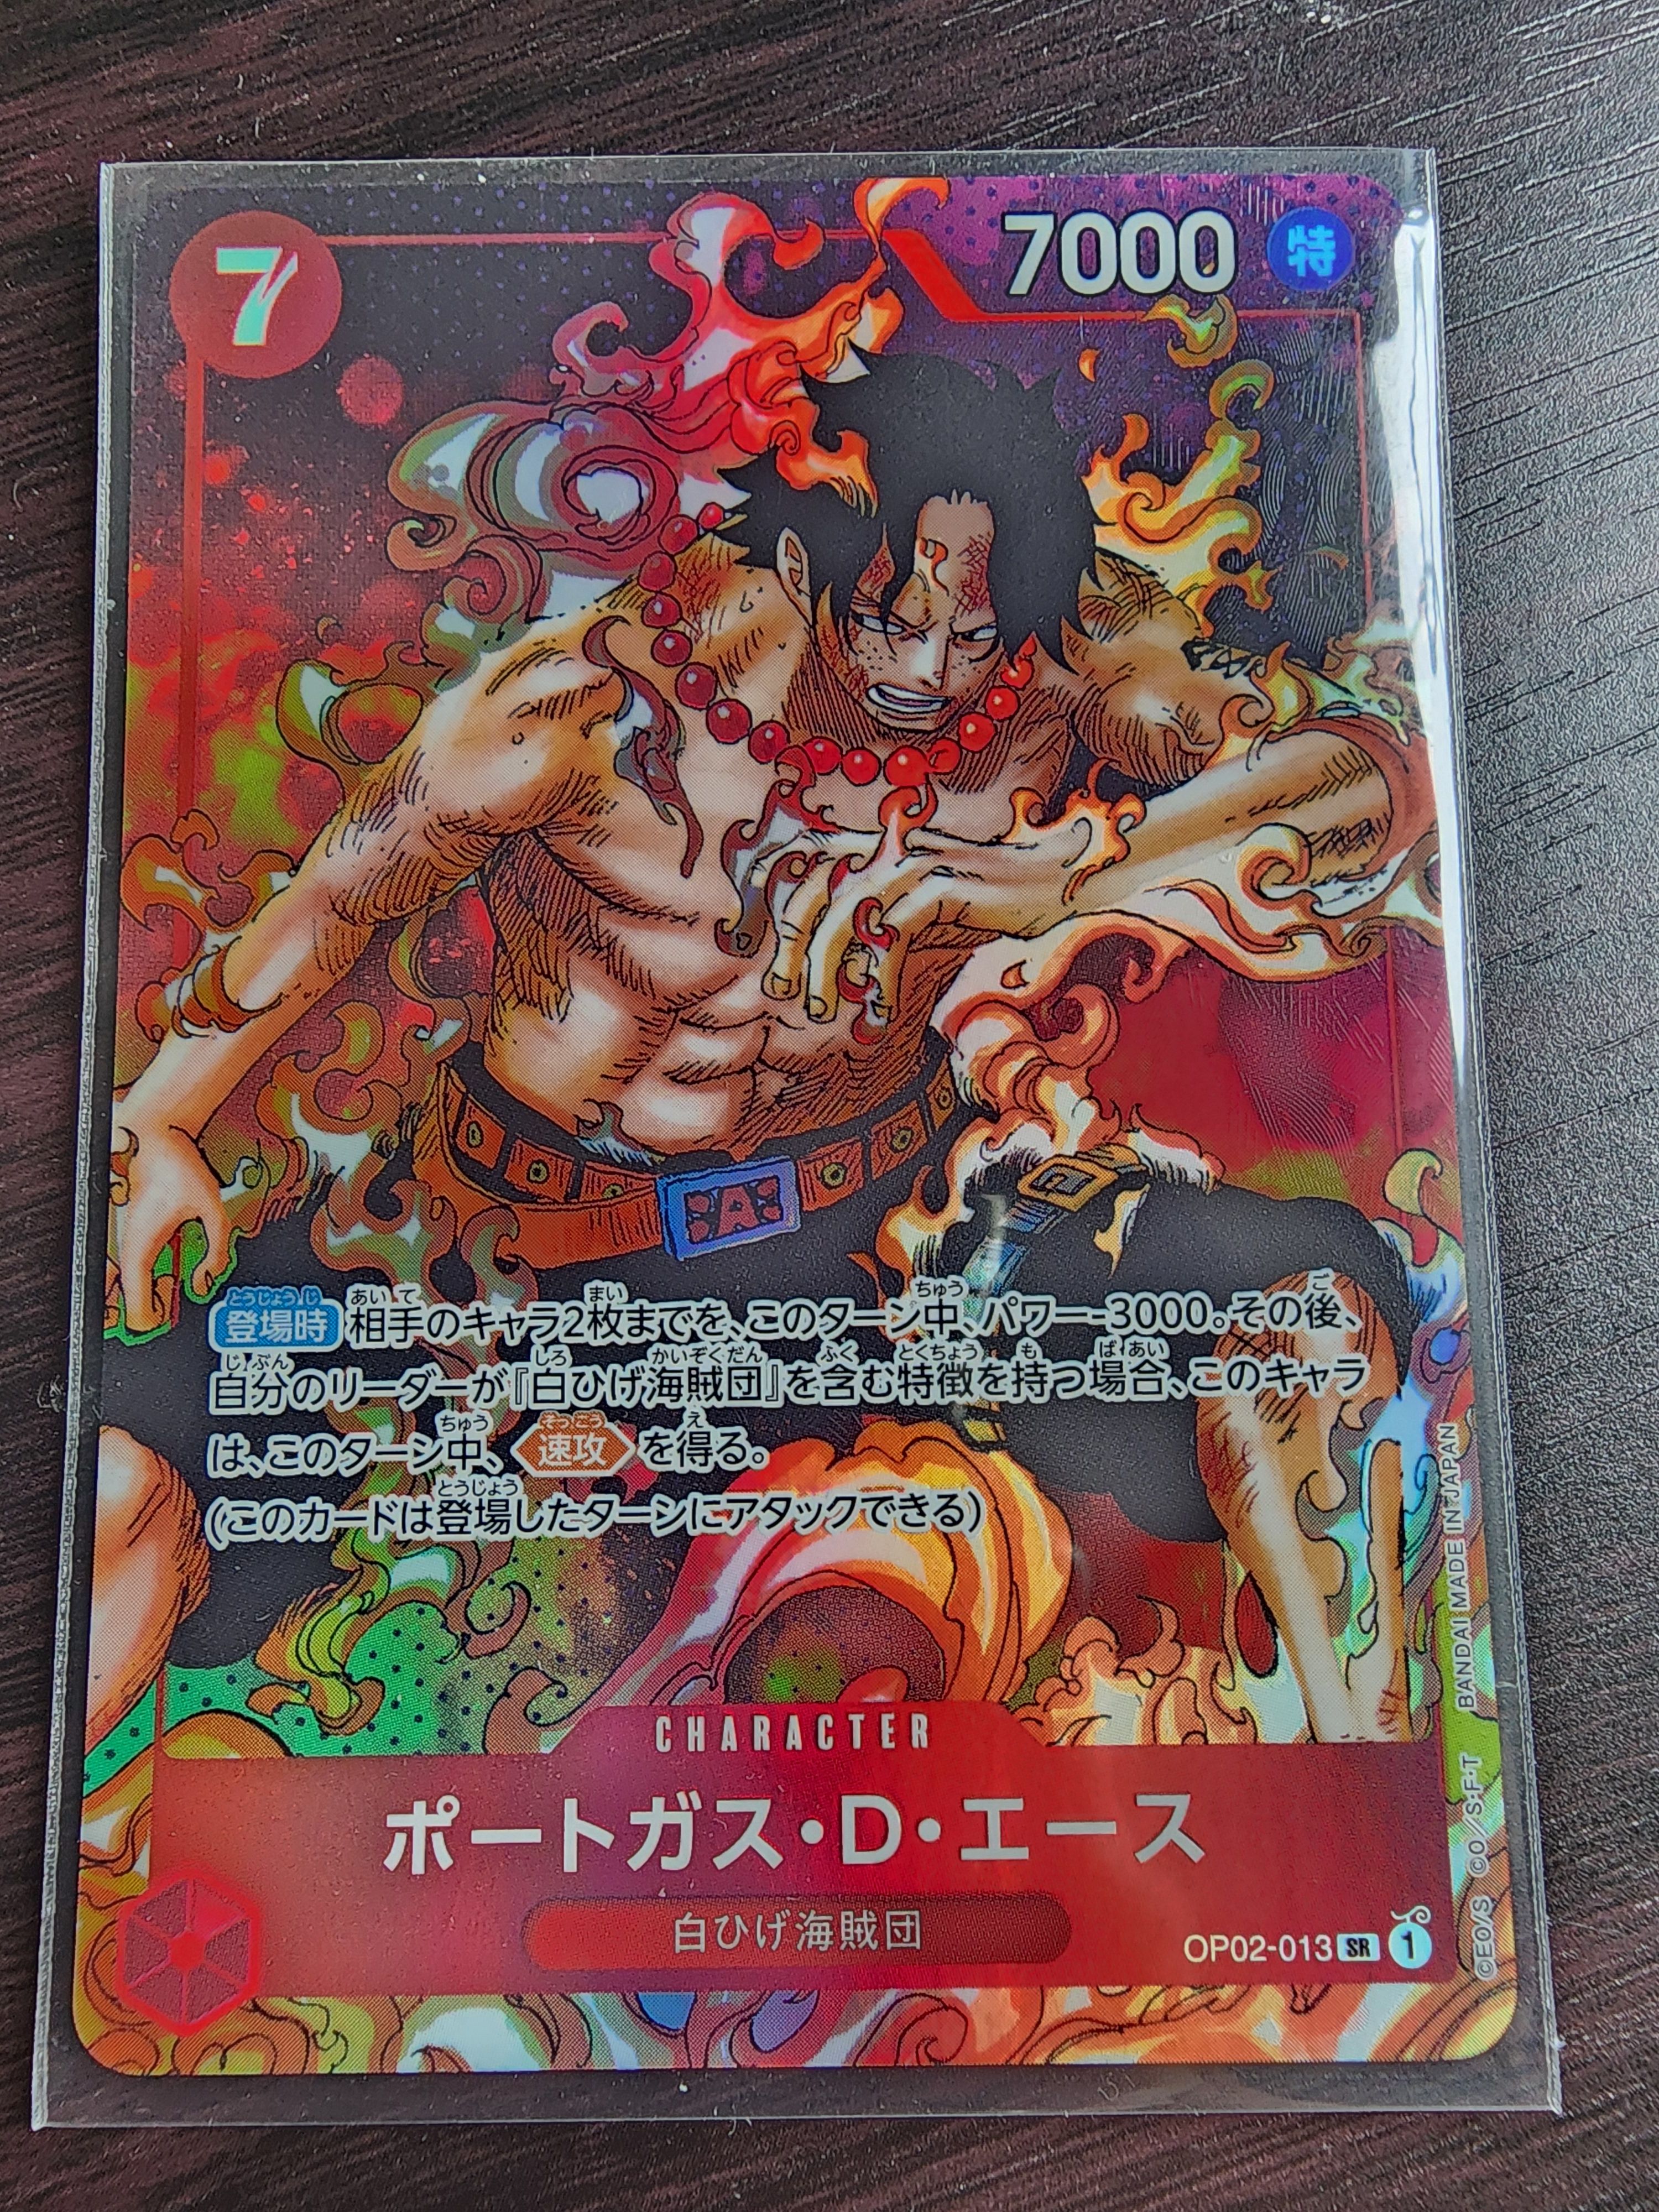 7
7000 特
登場時 相手のキャラ2枚までを、このターン中、パワー-3000。その後、
自分のリーダーが『白ひげ海賊団』を含む特徴を持つ場合、このキャラ
は、このターン中、速攻を得る。
(このカードは登場したターンにアタックできる)
A
CHARACTER
ポートガス・D・エース
白ひげ海賊団
OP02-013 SR 1
©EO/S CO/S・F・T BANDAI MADE IN JAPAN